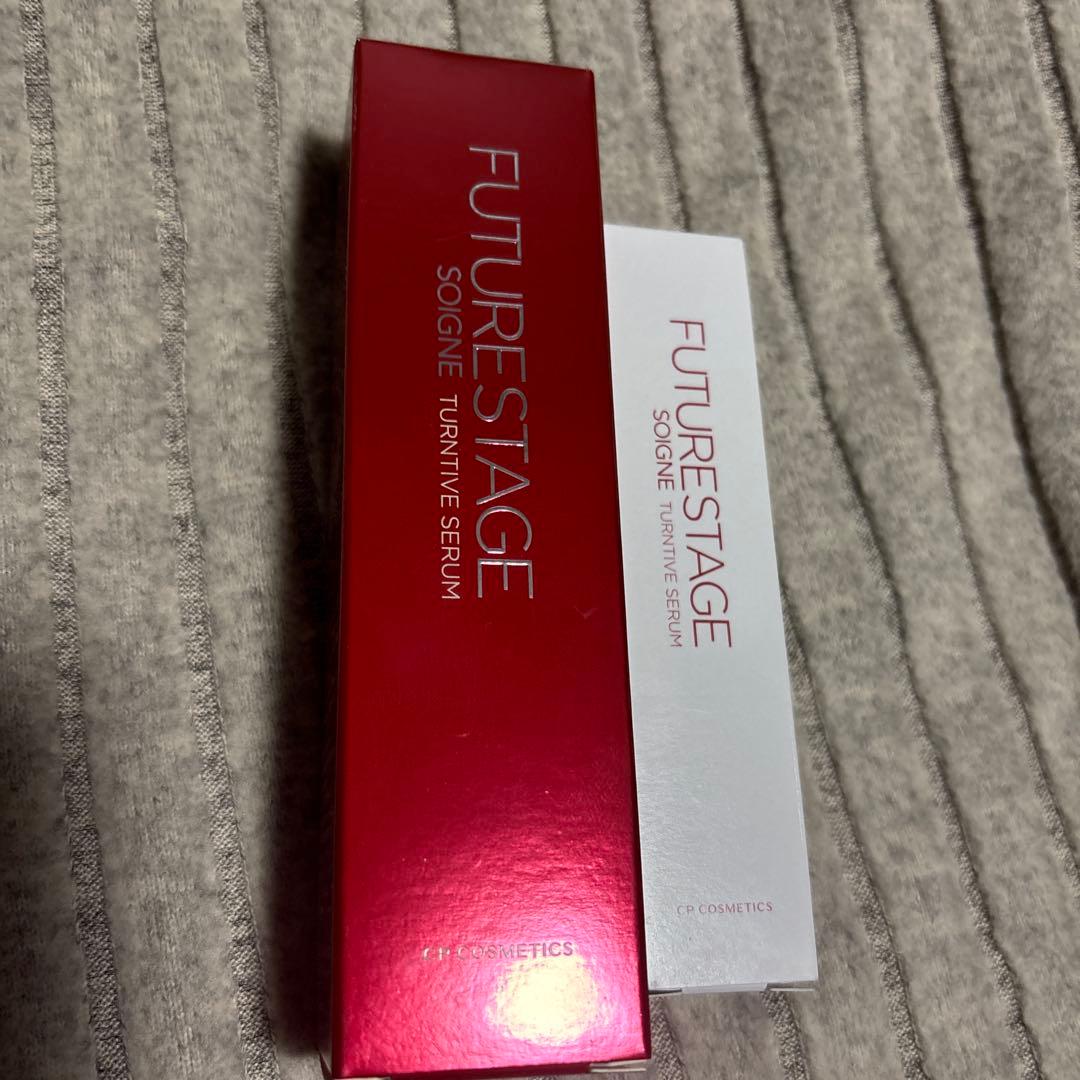 FUTURESTAGE
SOIGNE TURNTIVE SERUM
CP COSMETICS
FUTURESTAGE
SOIGNE TURNTIVE SERUM
CP COSMETICS